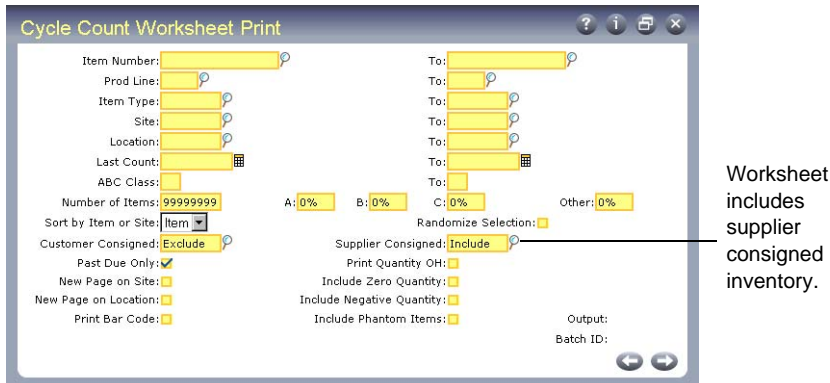 Cycle Count Worksheet Print
? i
Item Number: To:
Prod Line: To:
Item Type: To:
Site: To:
Location: To:
Last Count: To:
ABC Class: To:
Number of Items: 99999999 A: 0% B: 0% C: 0% Other: 0%
Sort by Item or Site: Item Randomize Selection:
Customer Consigned: Exclude Supplier Consigned: Include
Past Due Only: Print Quantity OH:
New Page on Site: Include Zero Quantity:
New Page on Location: Include Negative Quantity:
Print Bar Code: Include Phantom Items: Output:
Batch ID:
Worksheet
includes
supplier
consigned
inventory.